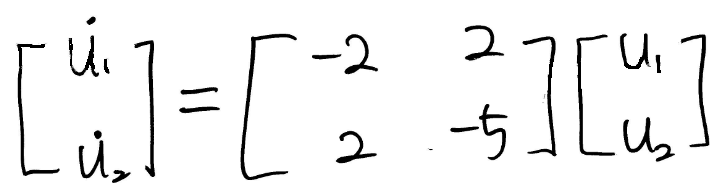 [u̇₁ u̇₂] = [-2 2 2 -5] [u₁ u₂]